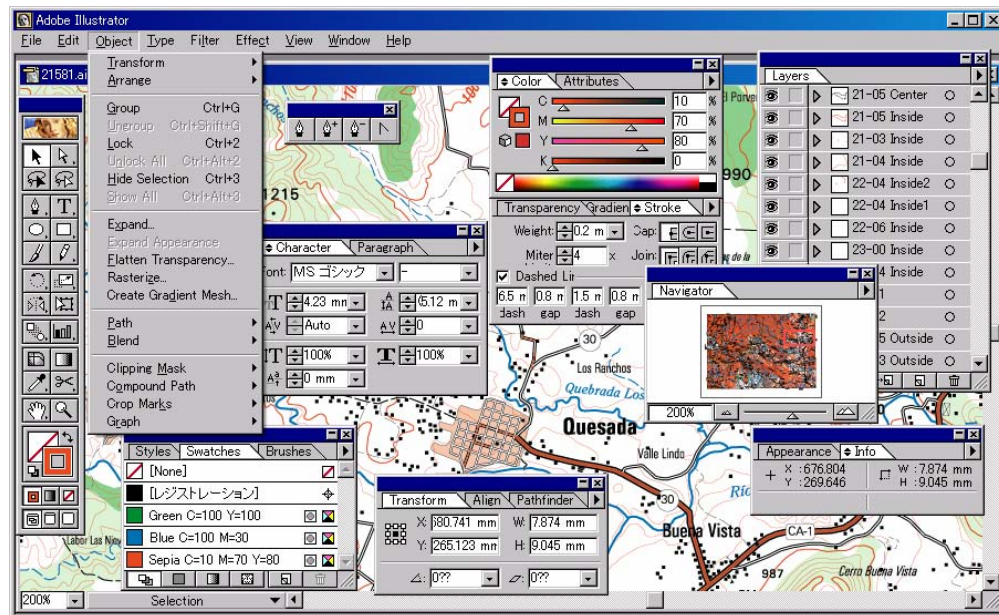 Adobe Illustrator
File Edit Object Type Filter Effect View Window Help
21581.ai
Transform
Arrange
Group Ctrl+G
Ungroup Ctrl+Shift+G
Lock Ctrl+2
Unlock All Ctrl+Alt+2
Hide Selection Ctrl+3
Show All Ctrl+Alt+3
Expand...
Expand Appearance
Flatten Transparency...
Rasterize...
Create Gradient Mesh...
Path
Blend
Clipping Mask
Compound Path
Crop Marks
Graph
1215
Color Attributes
C 10 %
M 70 %
Y 80 %
K 0 %
990
Transparency Gradien Stroke
Weight: 0.2 m Cap:
Miter 4 x Join:
Dashed Lir
6.5 m 0.8 m 1.5 m 0.8 m
dash gap dash gap
Layers
21-05 Center
21-05 Inside
21-03 Inside
21-04 Inside
22-04 Inside2
22-04 Inside1
22-06 Inside
23-00 Inside
4 Inside
1
2
5 Outside
3 Outside
Character Paragraph
Font: MS ゴシック -
4.23 mm (5.12 m
Auto 0
100% 100%
0 mm
Navigator
200%
30
Los Ranchos
Quebrada Los
Quesada
Valle Lindo
30
Río
Buena Vista
CA-1
987
Cerro Buena Vista
Labor Las
Styles Swatches Brushes
[None]
[レジストレーション]
Green C=100 Y=100
Blue C=100 M=30
Sepia C=10 M=70 Y=80
Transform Align Pathfinder
X: 680.741 mm W: 7.874 mm
Y: 265.123 mm H: 9.045 mm
0?? 0??
Appearance Info
X :676.804 W :7.874 mm
Y :269.646 H :9.045 mm
200% Selection